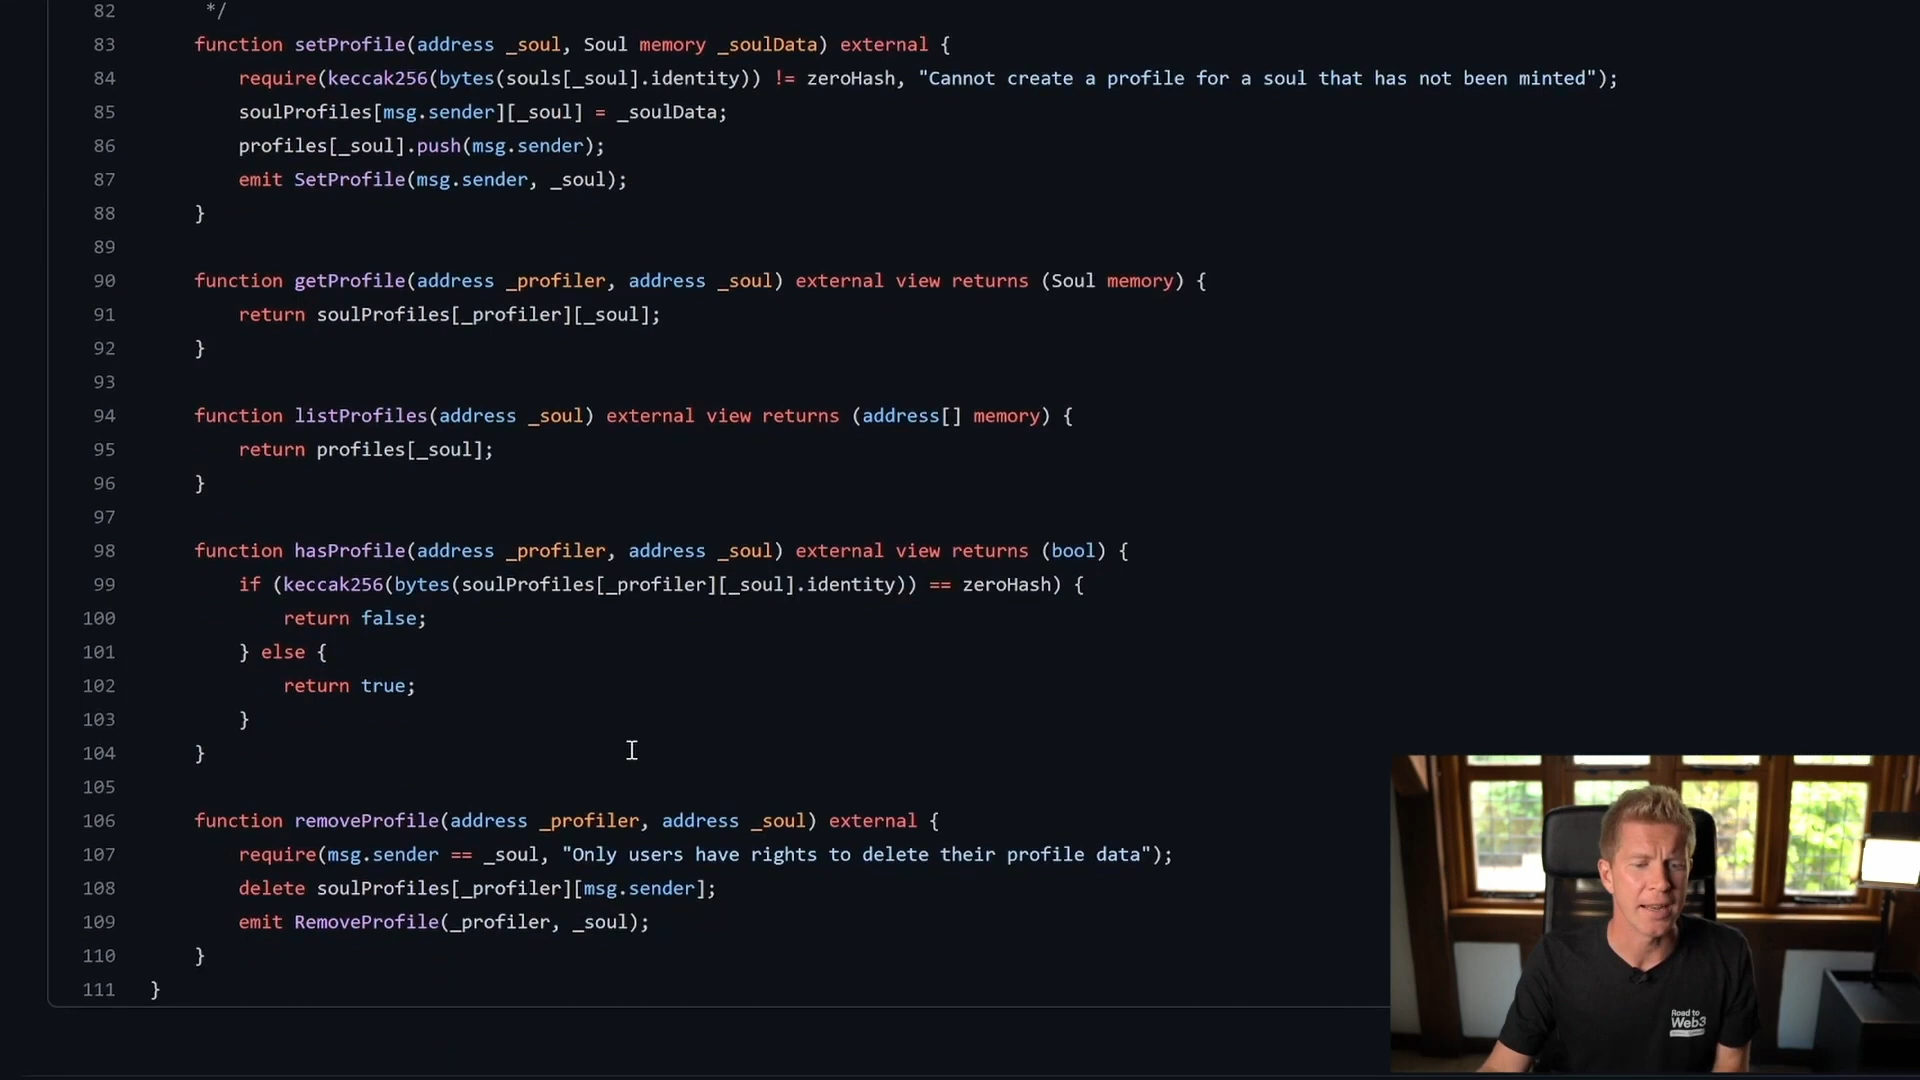 82 */
83 function setProfile(address _soul, Soul memory _soulData) external {
84 require(keccak256(bytes(souls[_soul].identity)) != zeroHash, "Cannot create a profile for a soul that has not been minted");
85 soulProfiles[msg.sender][_soul] = _soulData;
86 profiles[_soul].push(msg.sender);
87 emit SetProfile(msg.sender, _soul);
88 }
89
90 function getProfile(address _profiler, address _soul) external view returns (Soul memory) {
91 return soulProfiles[_profiler][_soul];
92 }
93
94 function listProfiles(address _soul) external view returns (address[] memory) {
95 return profiles[_soul];
96 }
97
98 function hasProfile(address _profiler, address _soul) external view returns (bool) {
99 if (keccak256(bytes(soulProfiles[_profiler][_soul].identity)) == zeroHash) {
100 return false;
101 } else {
102 return true;
103 }
104 }
105
106 function removeProfile(address _profiler, address _soul) external {
107 require(msg.sender == _soul, "Only users have rights to delete their profile data");
108 delete soulProfiles[_profiler][msg.sender];
109 emit RemoveProfile(_profiler, _soul);
110 }
111 }
Road to
Web3